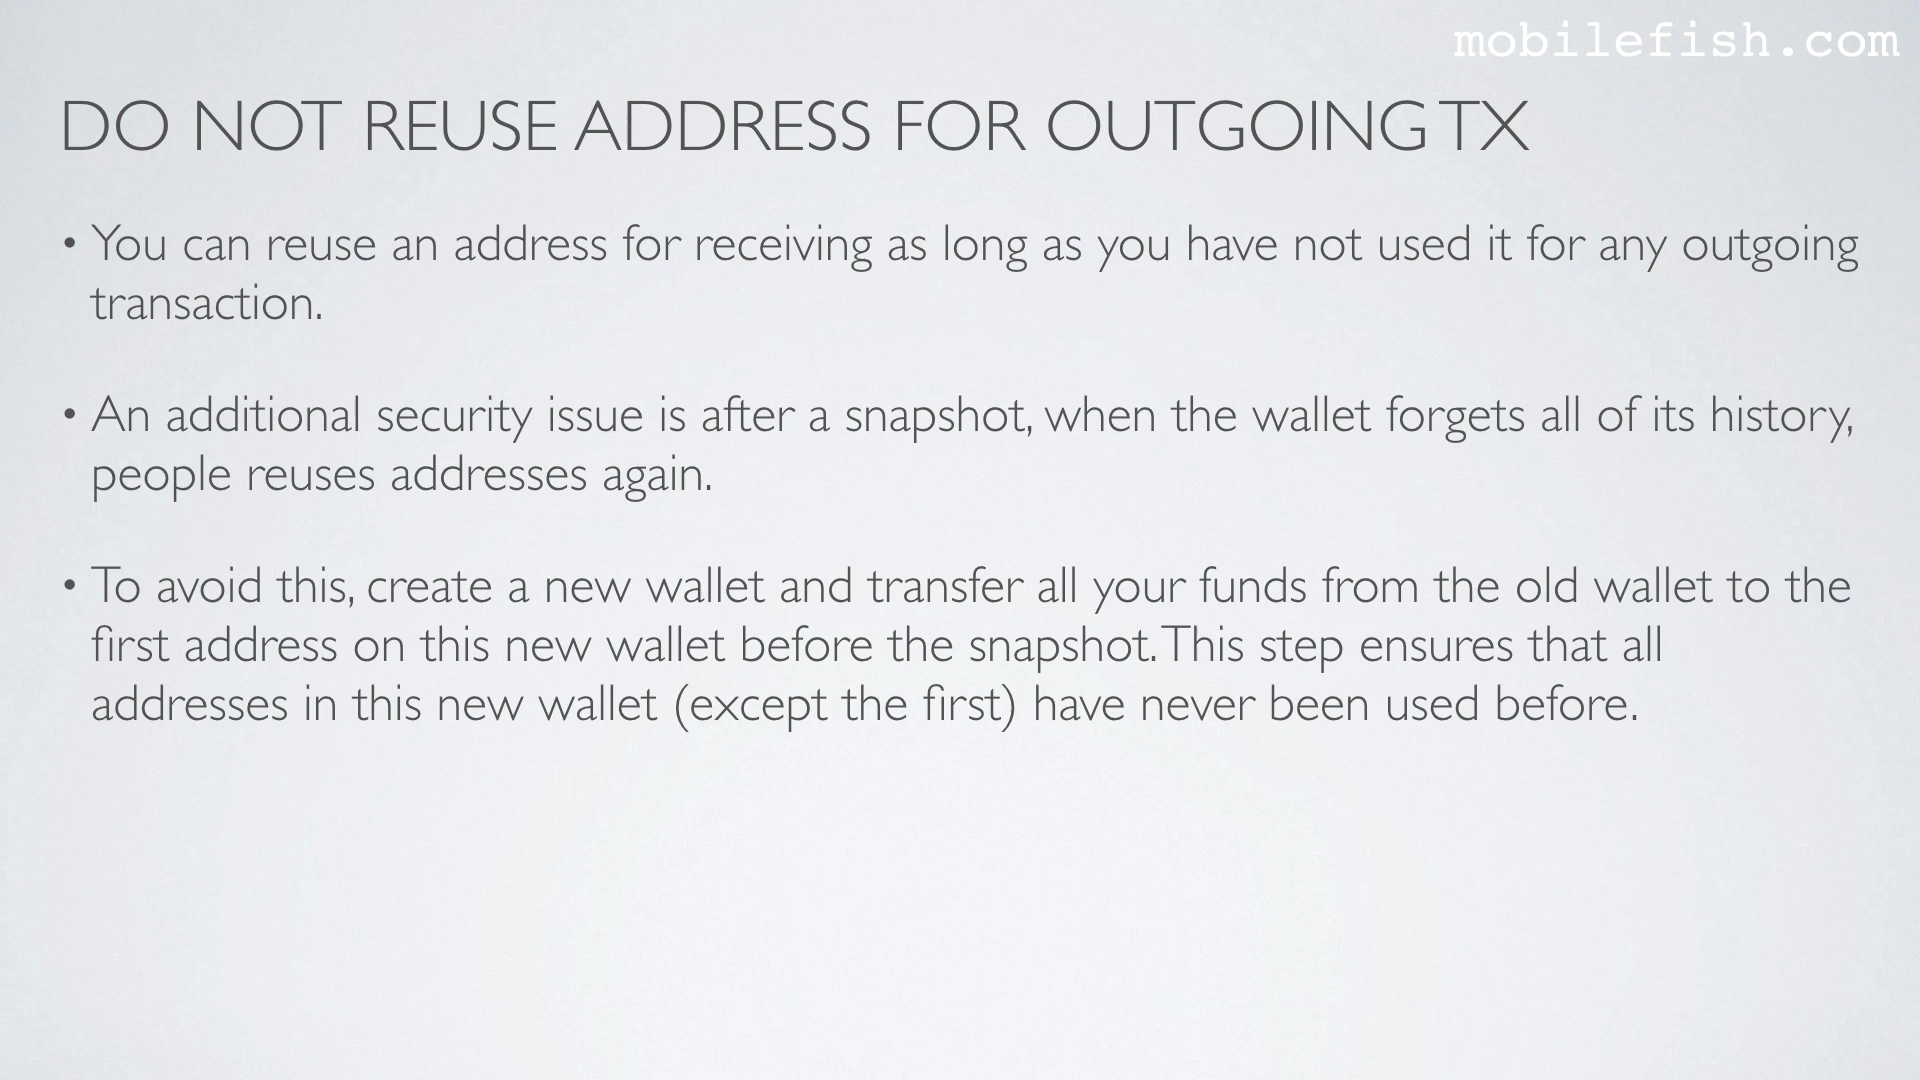 mobilefish.com
DO NOT REUSE ADDRESS FOR OUTGOING TX
• You can reuse an address for receiving as long as you have not used it for any outgoing
transaction.
• An additional security issue is after a snapshot, when the wallet forgets all of its history,
people reuses addresses again.
• To avoid this, create a new wallet and transfer all your funds from the old wallet to the
first address on this new wallet before the snapshot. This step ensures that all
addresses in this new wallet (except the first) have never been used before.